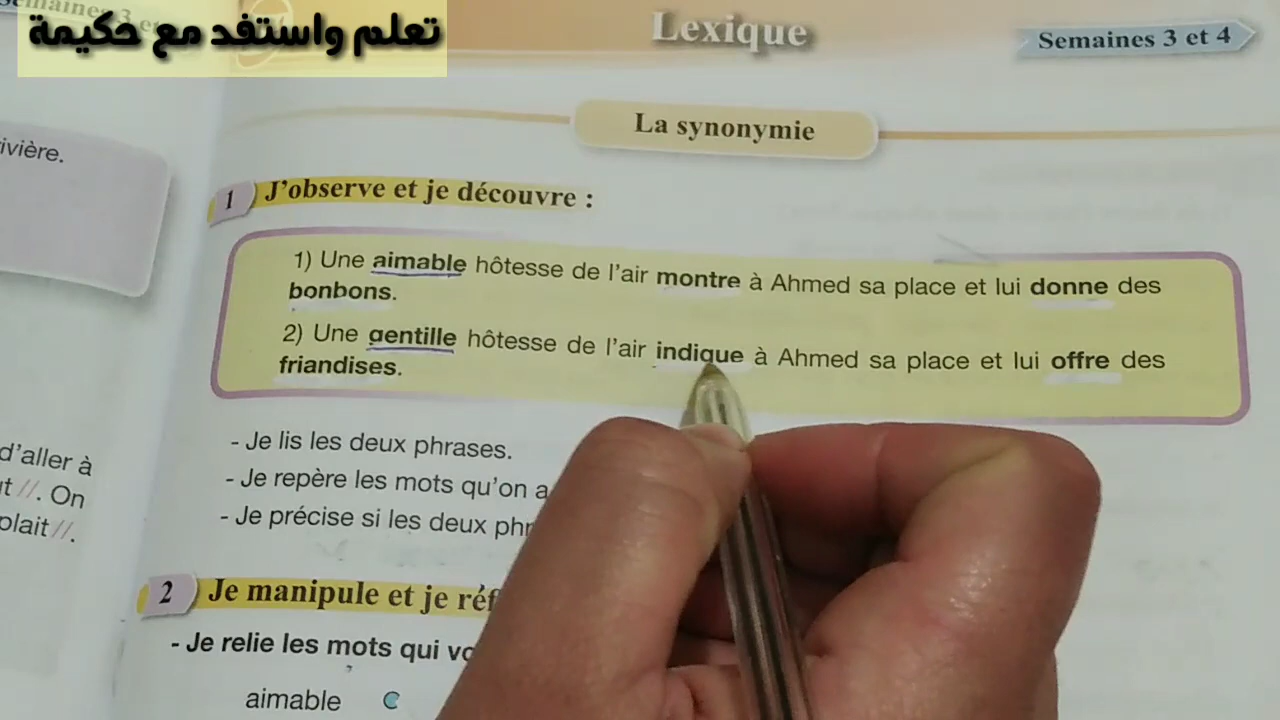 تعلم واستفد مع حكيمة
Lexique
Semaines 3 et 4
La synonymie
ivière.
1 J'observe et je découvre :
1) Une aimable hôtesse de l'air montre à Ahmed sa place et lui donne des
bonbons.
2) Une gentille hôtesse de l'air indique à Ahmed sa place et lui offre des
friandises.
- Je lis les deux phrases.
- Je repère les mots qu'on a
- Je précise si les deux phr
d'aller à
t //. On
plait//.
2 Je manipule et je réf
- Je relie les mots qui vo
aimable